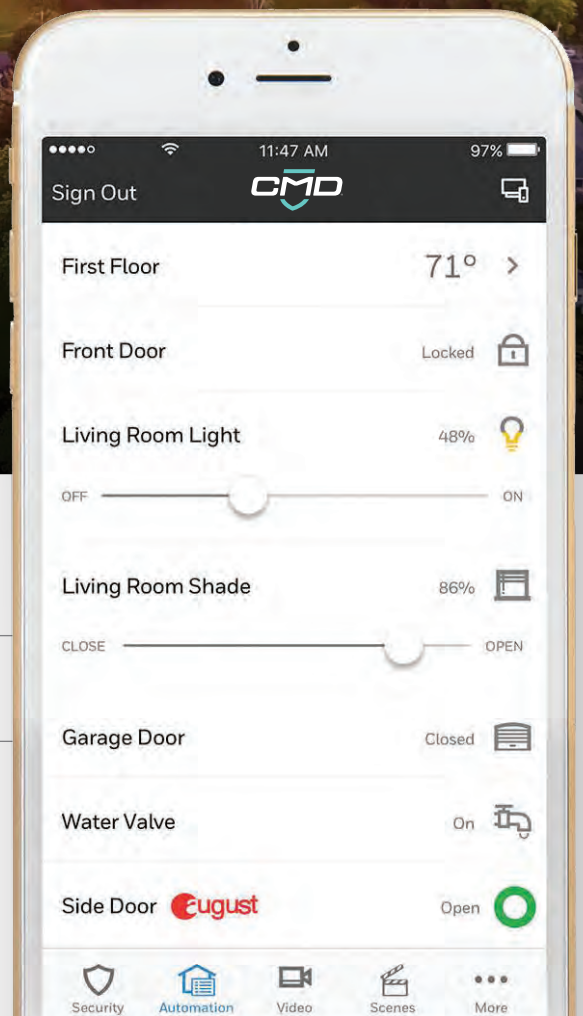 11:47 AM 97%
Sign Out CMD
First Floor 71°
Front Door Locked
Living Room Light 48%
OFF ON
Living Room Shade 86%
CLOSE OPEN
Garage Door Closed
Water Valve On
Side Door august Open
Security Automation Video Scenes More